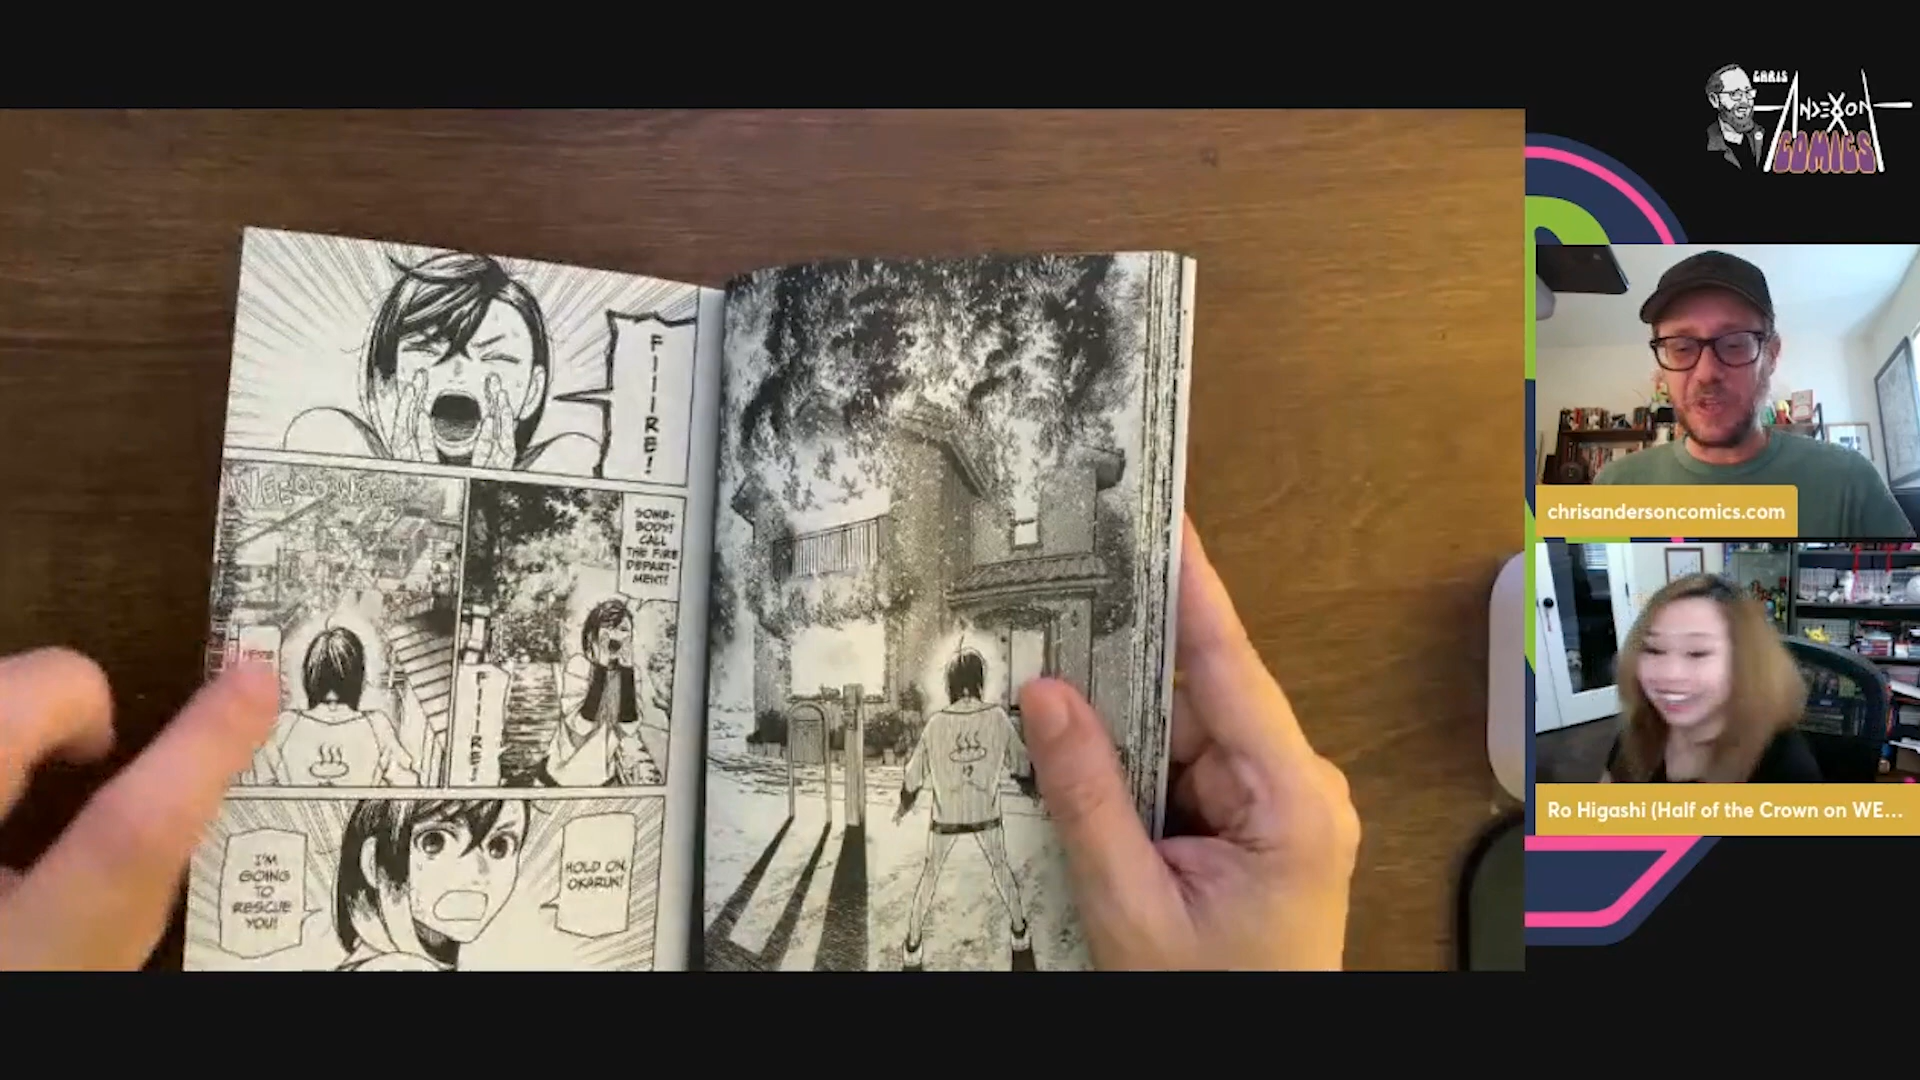 CHRIS
ANDERSON
COMICS
FIIIRE!
SOME-
BODY!
CALL
THE FIRE
DEPART-
MENT!
FIIIRE!
HOLD ON,
OKARUN!
I'M
GOING
TO
RESCUE
YOU!
chrisandersoncomics.com
Ro Higashi (Half of the Crown on WE...